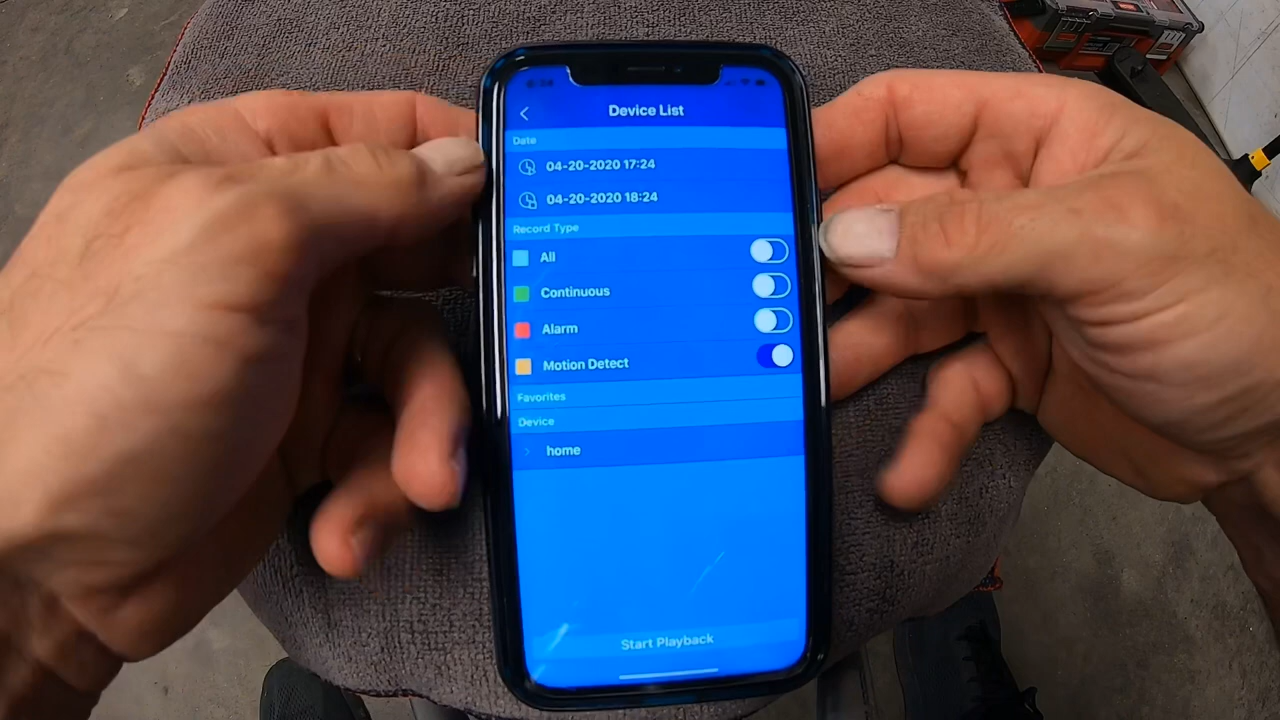 Device List
Date
04-20-2020 17:24
04-20-2020 18:24
Record Type
All
Continuous
Alarm
Motion Detect
Favorites
Device
home
Start Playback